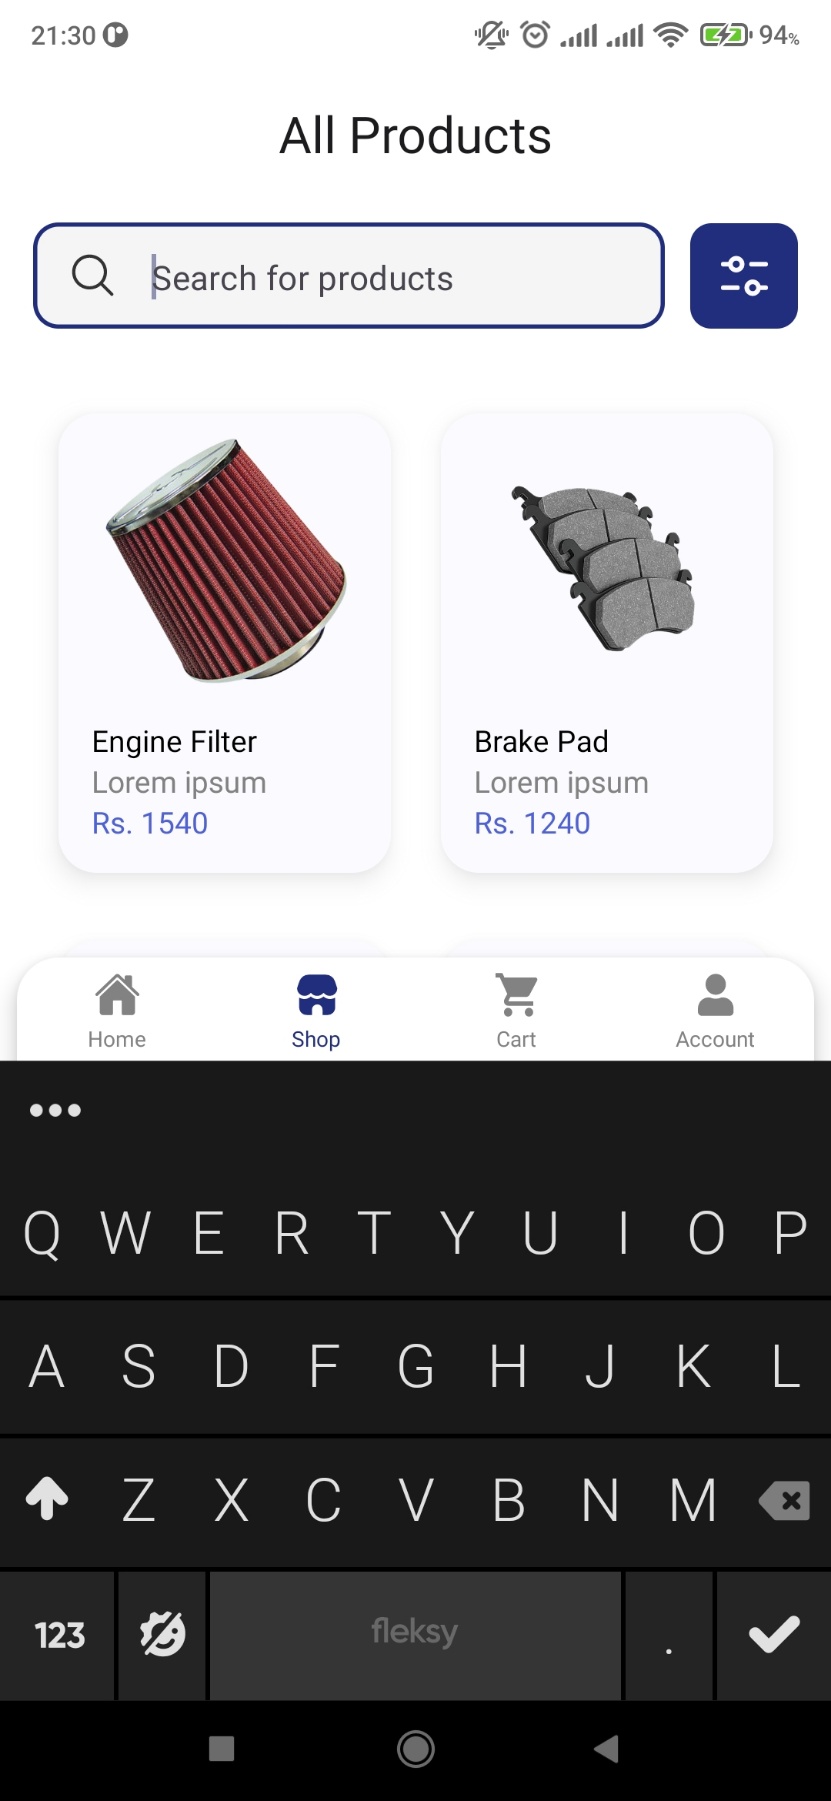 21:30 94%
All Products
Search for products
Engine Filter Brake Pad
Lorem ipsum Lorem ipsum
Rs. 1540 Rs. 1240
Home Shop Cart Account
Q W E R T Y U I O P
A S D F G H J K L
Z X C V B N M
123 fleksy .